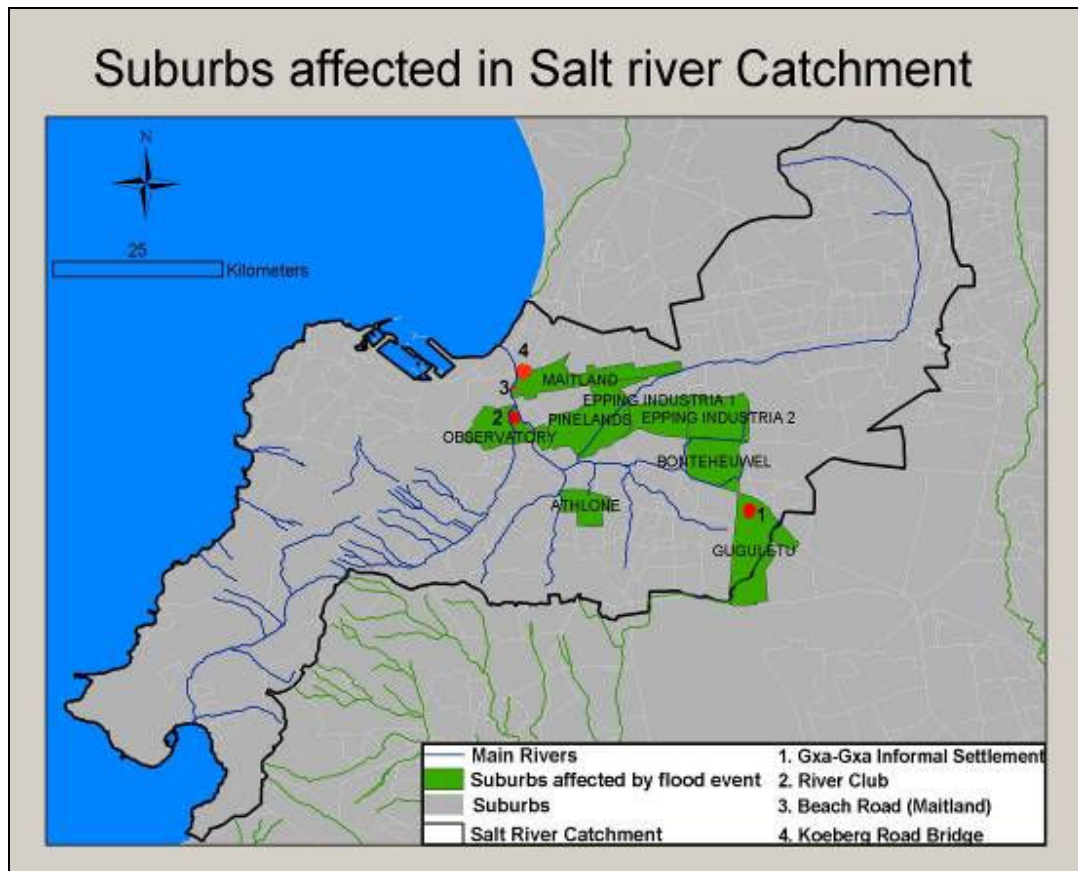 Suburbs affected in Salt river Catchment
N
25
Kilometers
4
3
MAITLAND
EPPING INDUSTRIA 1
2
PINELANDS
EPPING INDUSTRIA 2
OBSERVATORY
BONTEHEUWEL
ATHLONE
1
GUGULETU
Main Rivers
Suburbs affected by flood event
Suburbs
Salt River Catchment
1. Gxa-Gxa Informal Settlement
2. River Club
3. Beach Road (Maitland)
4. Koeberg Road Bridge